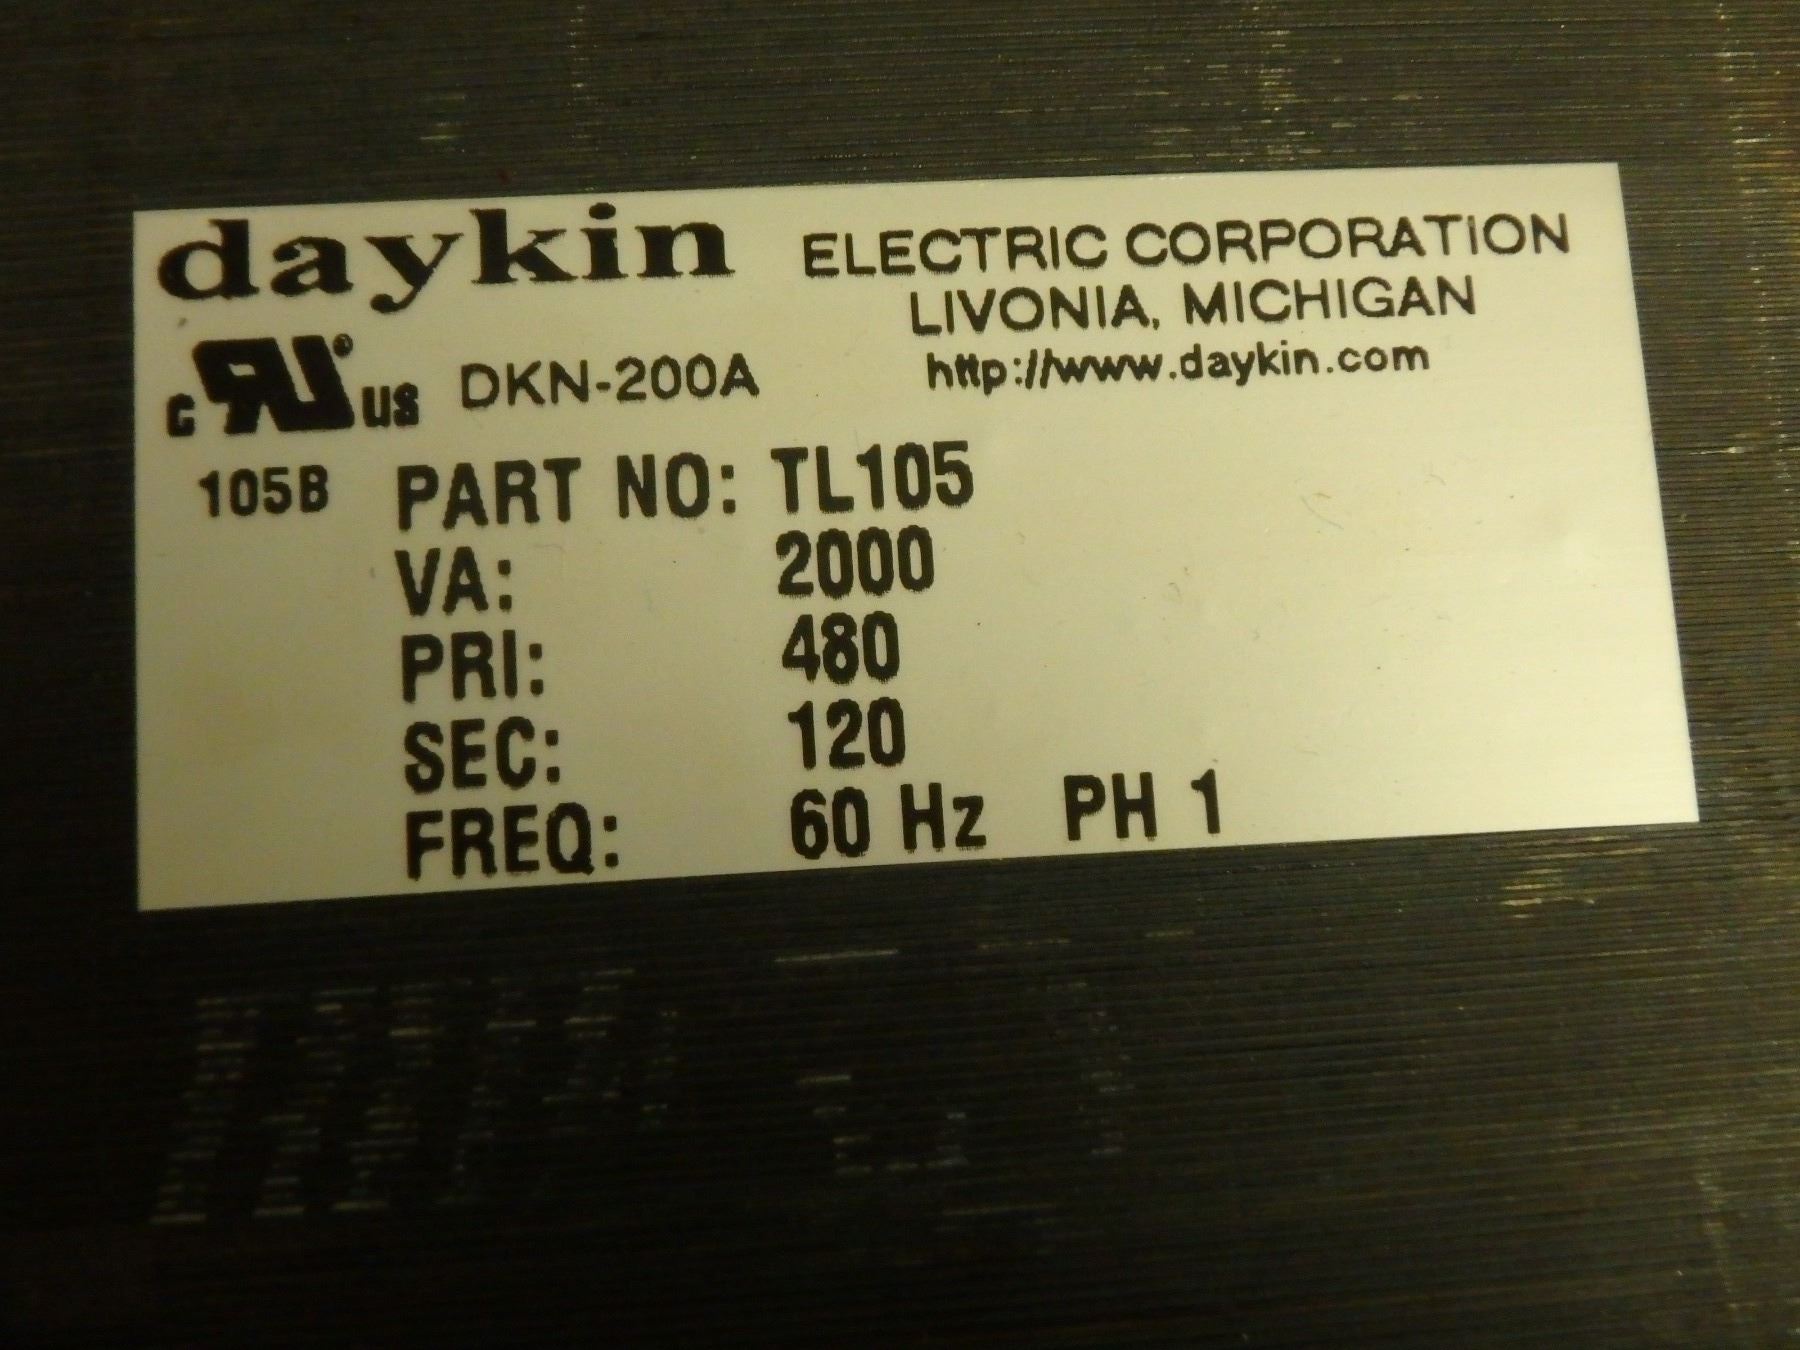 daykin ELECTRIC CORPORATION
LIVONIA, MICHIGAN
c RU® us DKN-200A http://www.daykin.com
105B PART NO: TL105
VA: 2000
PRI: 480
SEC: 120
FREQ: 60 Hz PH 1